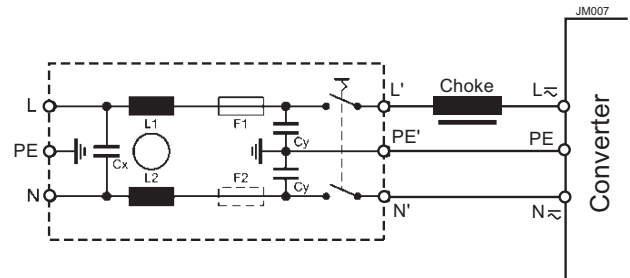 JM007
L
L1
F1
L'
Choke
L≂
PE
Cx
Cy
PE'
PE
N
L2
F2
Cy
N'
N≂
Converter